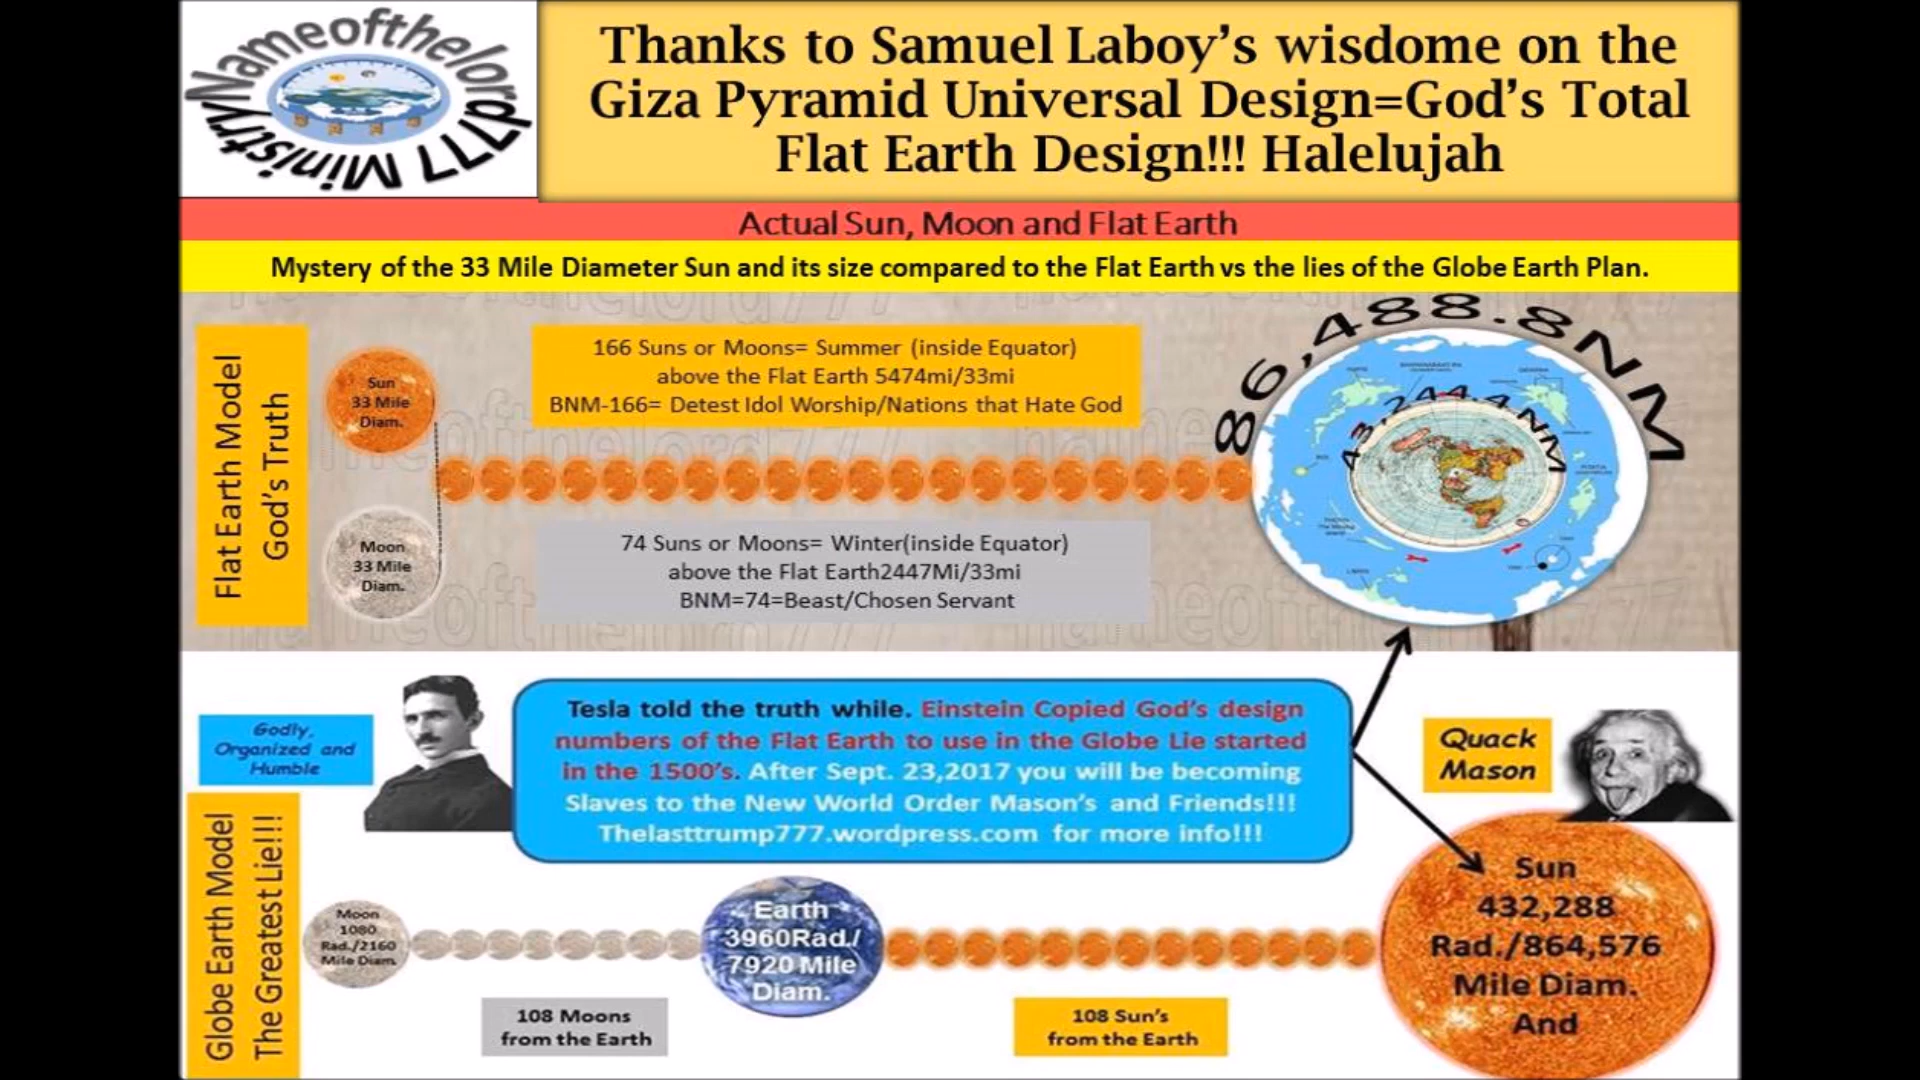 Nameofthelord777 Ministry
Thanks to Samuel Laboy's wisdome on the
Giza Pyramid Universal Design=God's Total
Flat Earth Design!!! Halelujah
Actual Sun, Moon and Flat Earth
Mystery of the 33 Mile Diameter Sun and its size compared to the Flat Earth vs the lies of the Globe Earth Plan.
Flat Earth Model
God's Truth
Sun
33 Mile
Diam.
Moon
33 Mile
Diam.
166 Suns or Moons= Summer (inside Equator)
above the Flat Earth 5474mi/33mi
BNM-166= Detest Idol Worship/Nations that Hate God
74 Suns or Moons= Winter(inside Equator)
above the Flat Earth2447Mi/33mi
BNM=74=Beast/Chosen Servant
86,488.8NM
43,244.4NM
nameofthelord777
Godly,
Organized and
Humble
Tesla told the truth while. Einstein Copied God's design
numbers of the Flat Earth to use in the Globe Lie started
in the 1500's. After Sept. 23,2017 you will be becoming
Slaves to the New World Order Mason's and Friends!!!
Thelasttrump777.wordpress.com for more info!!!
Quack
Mason
Globe Earth Model
The Greatest Lie!!!
Moon
1080
Rad./2160
Mile Diam.
108 Moons
from the Earth
Earth
3960Rad./
7920 Mile
Diam.
108 Sun's
from the Earth
Sun
432,288
Rad./864,576
Mile Diam.
And